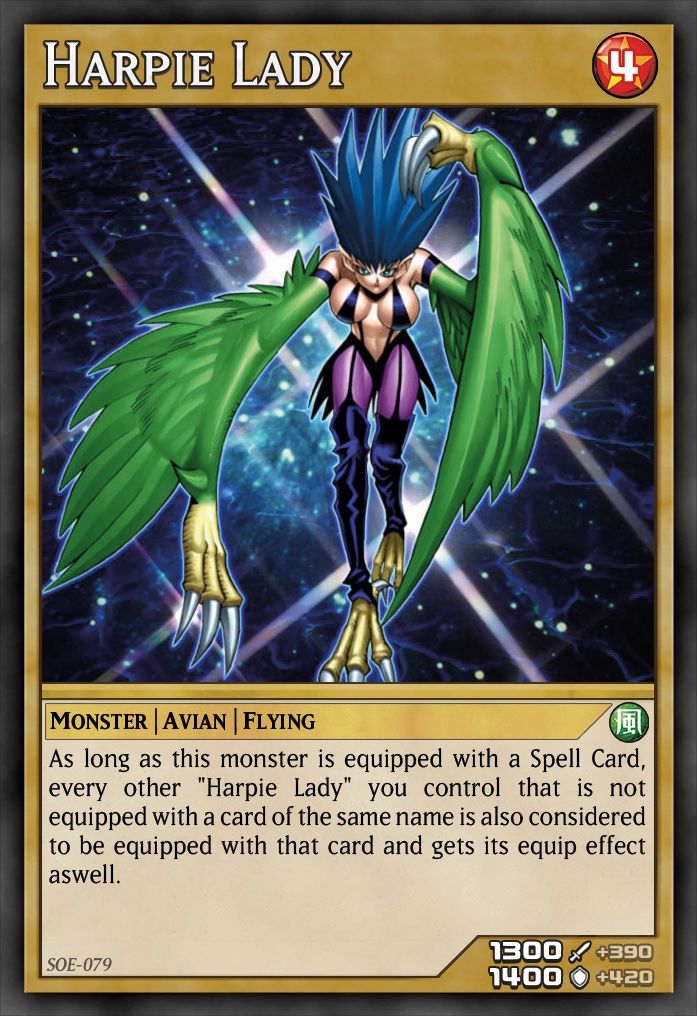 Harpie Lady
4
Monster | Avian | Flying
風
As long as this monster is equipped with a Spell Card,
every other "Harpie Lady" you control that is not
equipped with a card of the same name is also considered
to be equipped with that card and gets its equip effect
aswell.
1300 +390
SOE-079
1400 +420